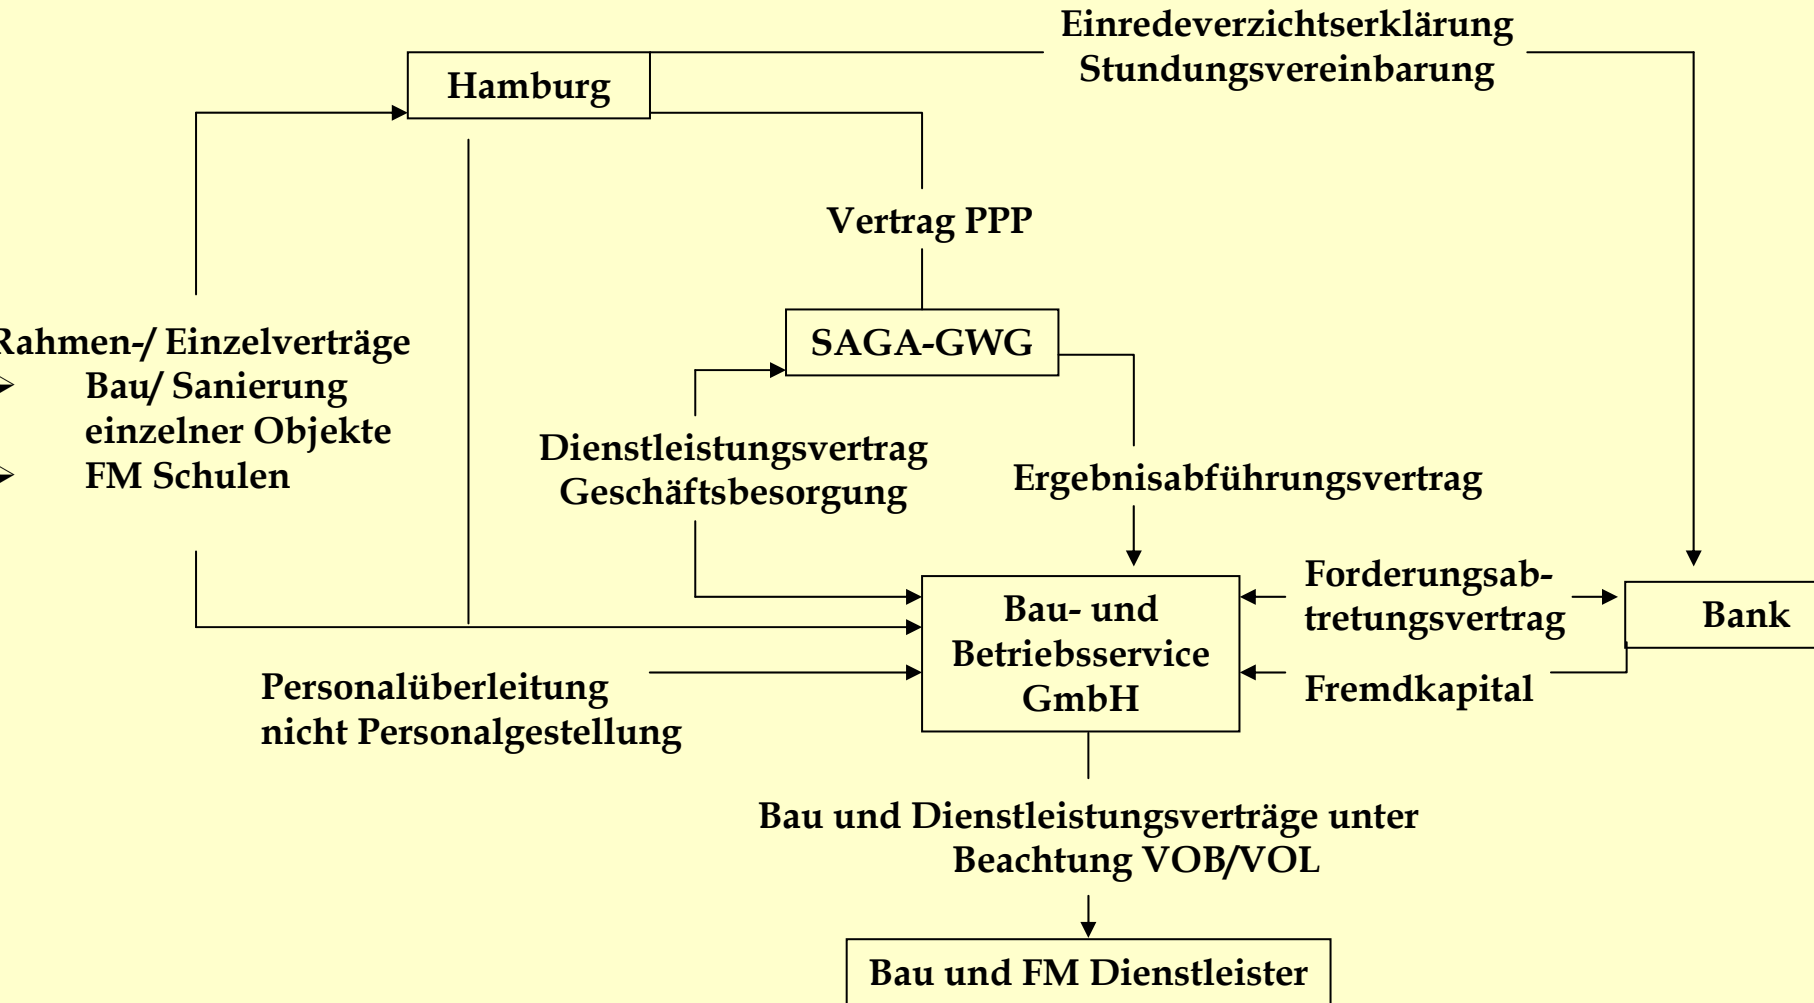 Einredeverzichtserklärung
Stundungsvereinbarung
Hamburg
Vertrag PPP
SAGA-GWG
Rahmen-/ Einzelverträge
Bau/ Sanierung
einzelner Objekte
FM Schulen
Dienstleistungsvertrag
Geschäftsbesorgung
Ergebnisabführungsvertrag
Bau- und
Betriebsservice
GmbH
Forderungsab-
tretungsvertrag
Bank
Fremdkapital
Personalüberleitung
nicht Personalgestellung
Bau und Dienstleistungsverträge unter
Beachtung VOB/VOL
Bau und FM Dienstleister